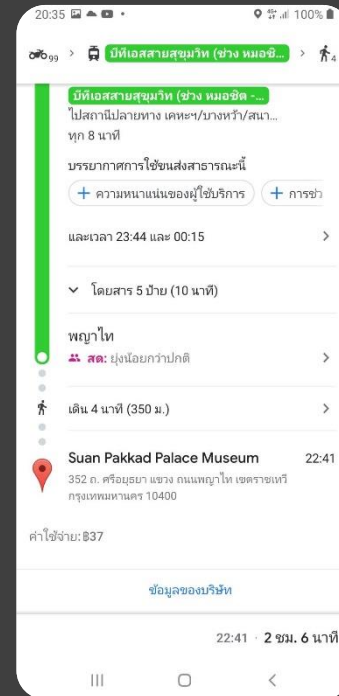 20:35 100%
99 > บีทีเอสสายสุขุมวิท (ช่วง หมอชิ... > 4
บีทีเอสสายสุขุมวิท (ช่วง หมอชิต -...
ไปสถานีปลายทาง เคหะฯ/บางหว้า/สนา...
ทุก 8 นาที
บรรยากาศการใช้ขนส่งสาธารณะนี้
+ ความหนาแน่นของผู้ใช้บริการ + การช่ว
และเวลา 23:44 และ 00:15
โดยสาร 5 ป้าย (10 นาที)
พญาไท
สด: ยุ่งน้อยกว่าปกติ
เดิน 4 นาที (350 ม.)
Suan Pakkad Palace Museum 22:41
352 ถ. ศรีอยุธยา แขวง ถนนพญาไท เขตราชเทวี
กรุงเทพมหานคร 10400
ค่าใช้จ่าย: ฿37
ข้อมูลของบริษัท
22:41 · 2 ชม. 6 นาที